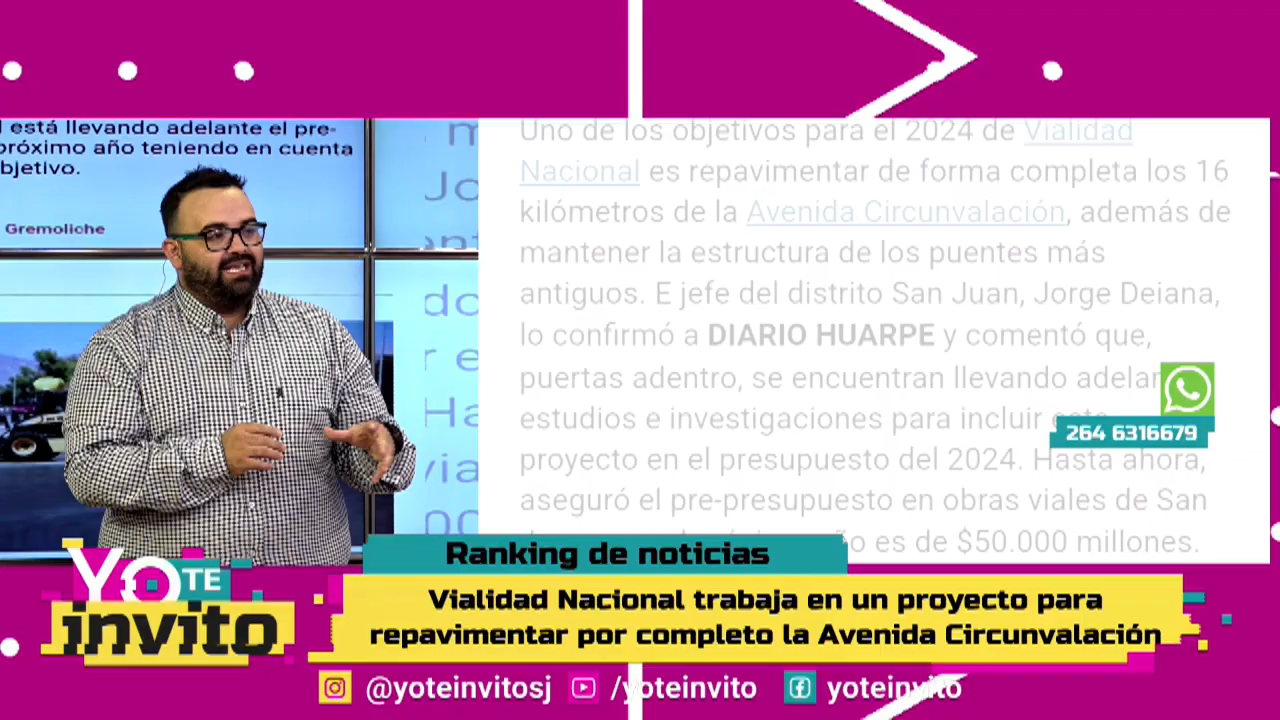 l está llevando adelante el pre-
próximo año teniendo en cuenta
bjetivo.
Gremoliche
Uno de los objetivos para el 2024 de Vialidad
Nacional es repavimentar de forma completa los 16
kilómetros de la Avenida Circunvalación, además de
mantener la estructura de los puentes más
antiguos. E jefe del distrito San Juan, Jorge Deiana,
lo confirmó a DIARIO HUARPE y comentó que,
puertas adentro, se encuentran llevando adelan
estudios e investigaciones para incluir este
proyecto en el presupuesto del 2024. Hasta ahora,
aseguró el pre-presupuesto en obras viales de San
es de $50.000 millones.
264 6316679
Ranking de noticias
Vialidad Nacional trabaja en un proyecto para
repavimentar por completo la Avenida Circunvalación
YO TE
invito
@yoteinvitosj /yoteinvito yoteinvito